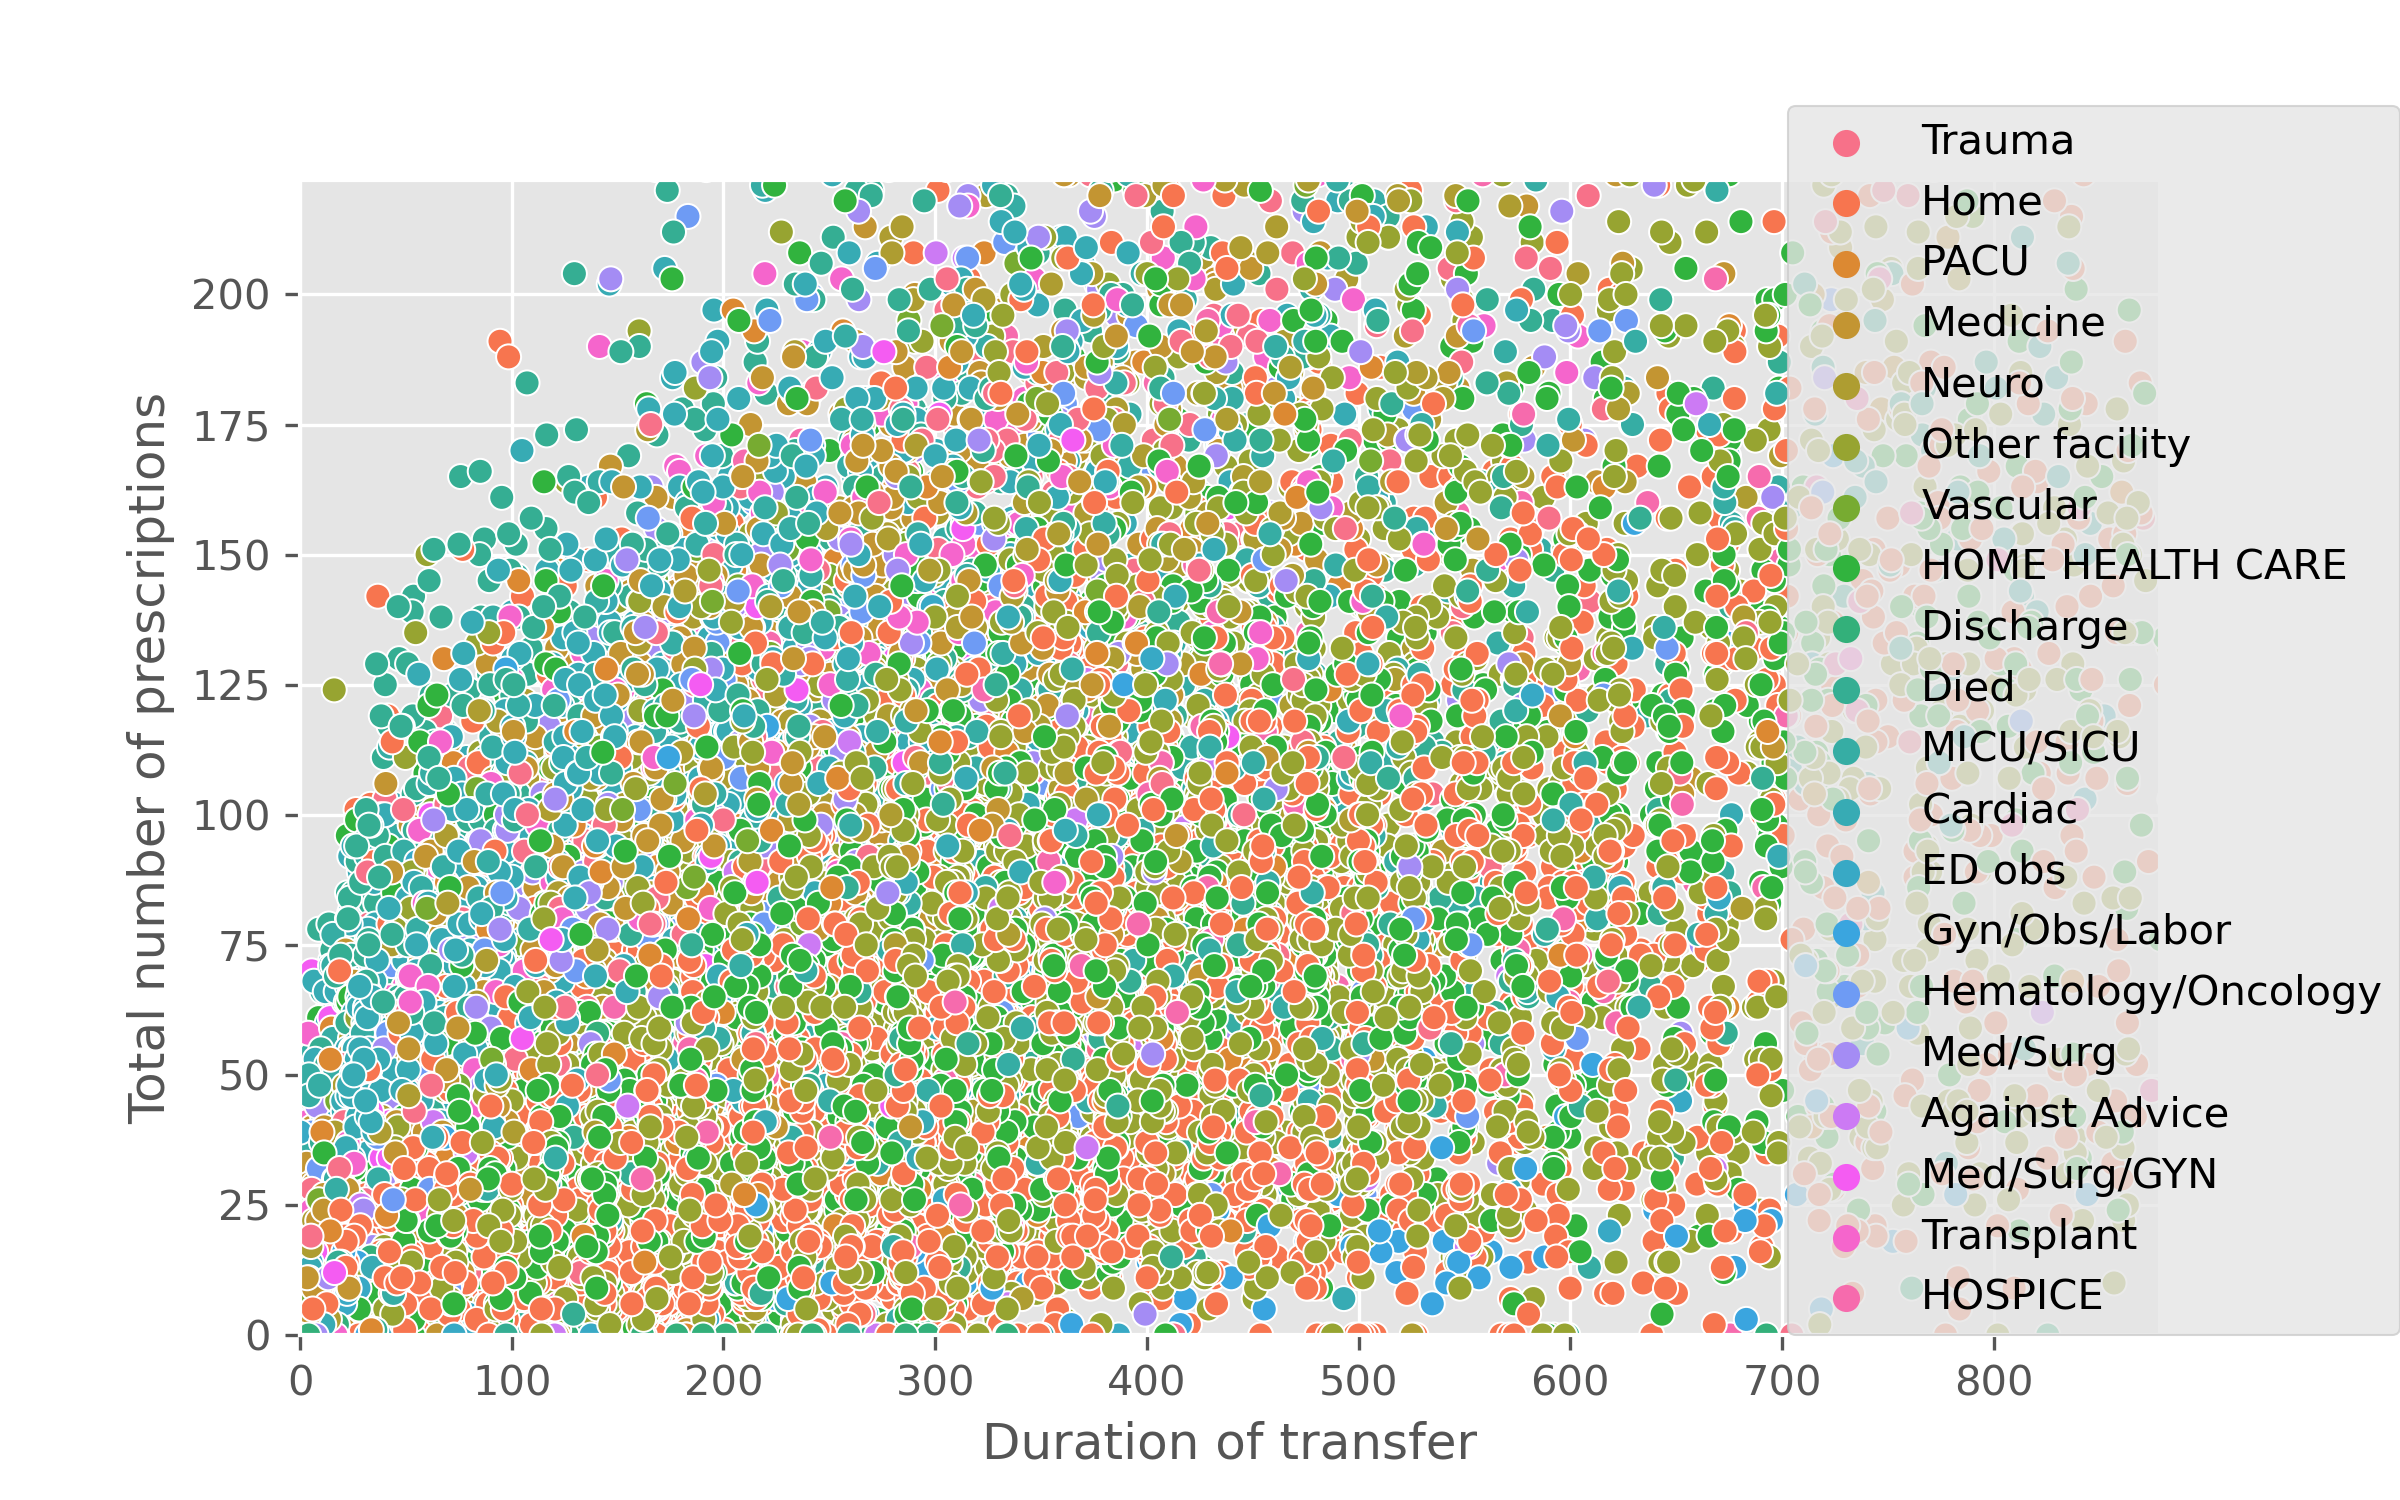 Trauma
Home
PACU
Medicine
Neuro
Other facility
Vascular
HOME HEALTH CARE
Discharge
Died
MICU/SICU
Cardiac
ED obs
Gyn/Obs/Labor
Hematology/Oncology
Med/Surg
Against Advice
Med/Surg/GYN
Transplant
HOSPICE
Total number of prescriptions
200
175
150
125
100
75
50
25
0
0 100 200 300 400 500 600 700 800
Duration of transfer